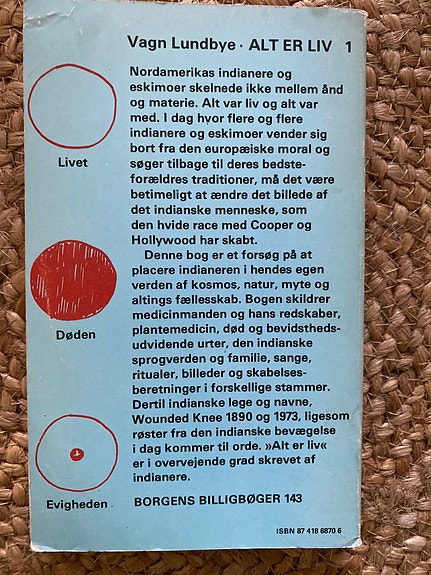 Vagn Lundbye · ALT ER LIV 1
Nordamerikas indianere og
eskimoer skelnede ikke mellem ånd
og materie. Alt var liv og alt var
med. I dag hvor flere og flere
indianere og eskimoer vender sig
bort fra den europæiske moral og
søger tilbage til deres bedste-
forældres traditioner, må det være
betimeligt at ændre det billede af
det indianske menneske, som
den hvide race med Cooper og
Hollywood har skabt.
Denne bog er et forsøg på at
placere indianeren i hendes egen
verden af kosmos, natur, myte og
altings fællesskab. Bogen skildrer
medicinmanden og hans redskaber,
plantemedicin, død og bevidstheds-
udvidende urter, den indianske
sprogverden og familie, sange,
ritualer, billeder og skabelses-
beretninger i forskellige stammer.
Dertil indianske lege og navne,
Wounded Knee 1890 og 1973, ligesom
røster fra den indianske bevægelse
i dag kommer til orde. »Alt er liv«
er i overvejende grad skrevet af
indianere.
Livet
Døden
Evigheden
BORGENS BILLIGBØGER 143
ISBN 87 418 6870 6